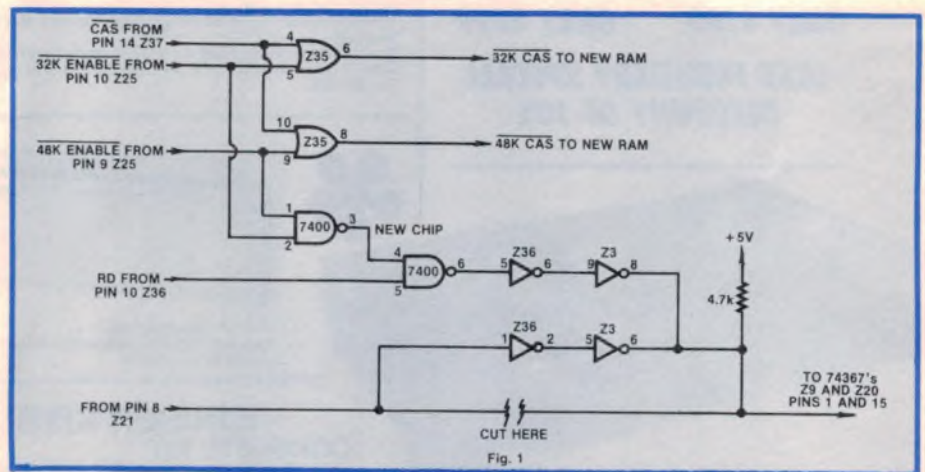 CAS FROM
PIN 14 Z37
32K ENABLE FROM
PIN 10 Z25
4
Z35
6
5
32K CAS TO NEW RAM
10
Z35
8
9
48K CAS TO NEW RAM
48K ENABLE FROM
PIN 9 Z25
1
7400
3
2
NEW CHIP
4
7400
6
5
RD FROM
PIN 10 Z36
Z36
5
6
Z3
9
8
+5V
4.7k
Z36
1
2
Z3
5
6
FROM PIN 8
Z21
CUT HERE
TO 74367's
Z9 AND Z20
PINS 1 AND 15
Fig. 1